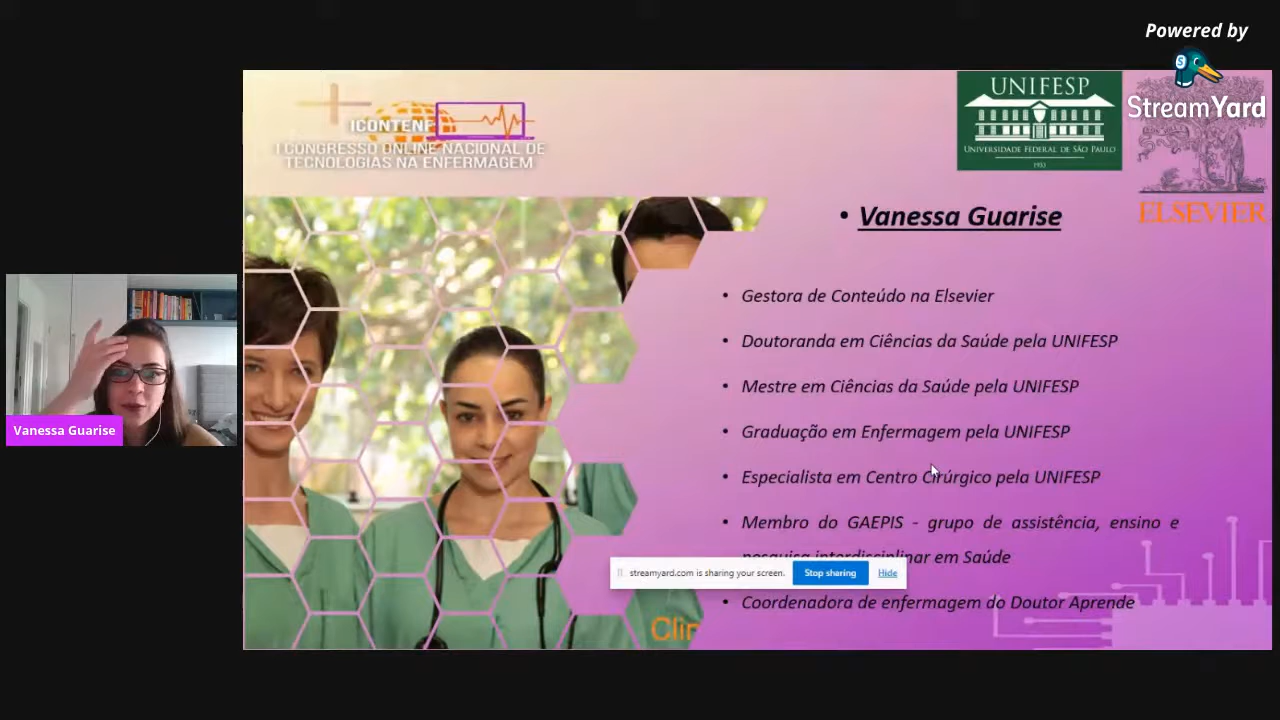 Powered by
StreamYard
ICONTENF
I CONGRESSO ONLINE NACIONAL DE
TECNOLOGIAS NA ENFERMAGEM
UNIFESP
UNIVERSIDADE FEDERAL DE SÃO PAULO
1933
ELSEVIER
• Vanessa Guarise
• Gestora de Conteúdo na Elsevier
• Doutoranda em Ciências da Saúde pela UNIFESP
• Mestre em Ciências da Saúde pela UNIFESP
• Graduação em Enfermagem pela UNIFESP
• Especialista em Centro Cirúrgico pela UNIFESP
• Membro do GAEPIS - grupo de assistência, ensino e
pesquisa interdisciplinar em Saúde
• Coordenadora de enfermagem do Doutor Aprende
streamyard.com is sharing your screen. Stop sharing Hide
Clin
Vanessa Guarise